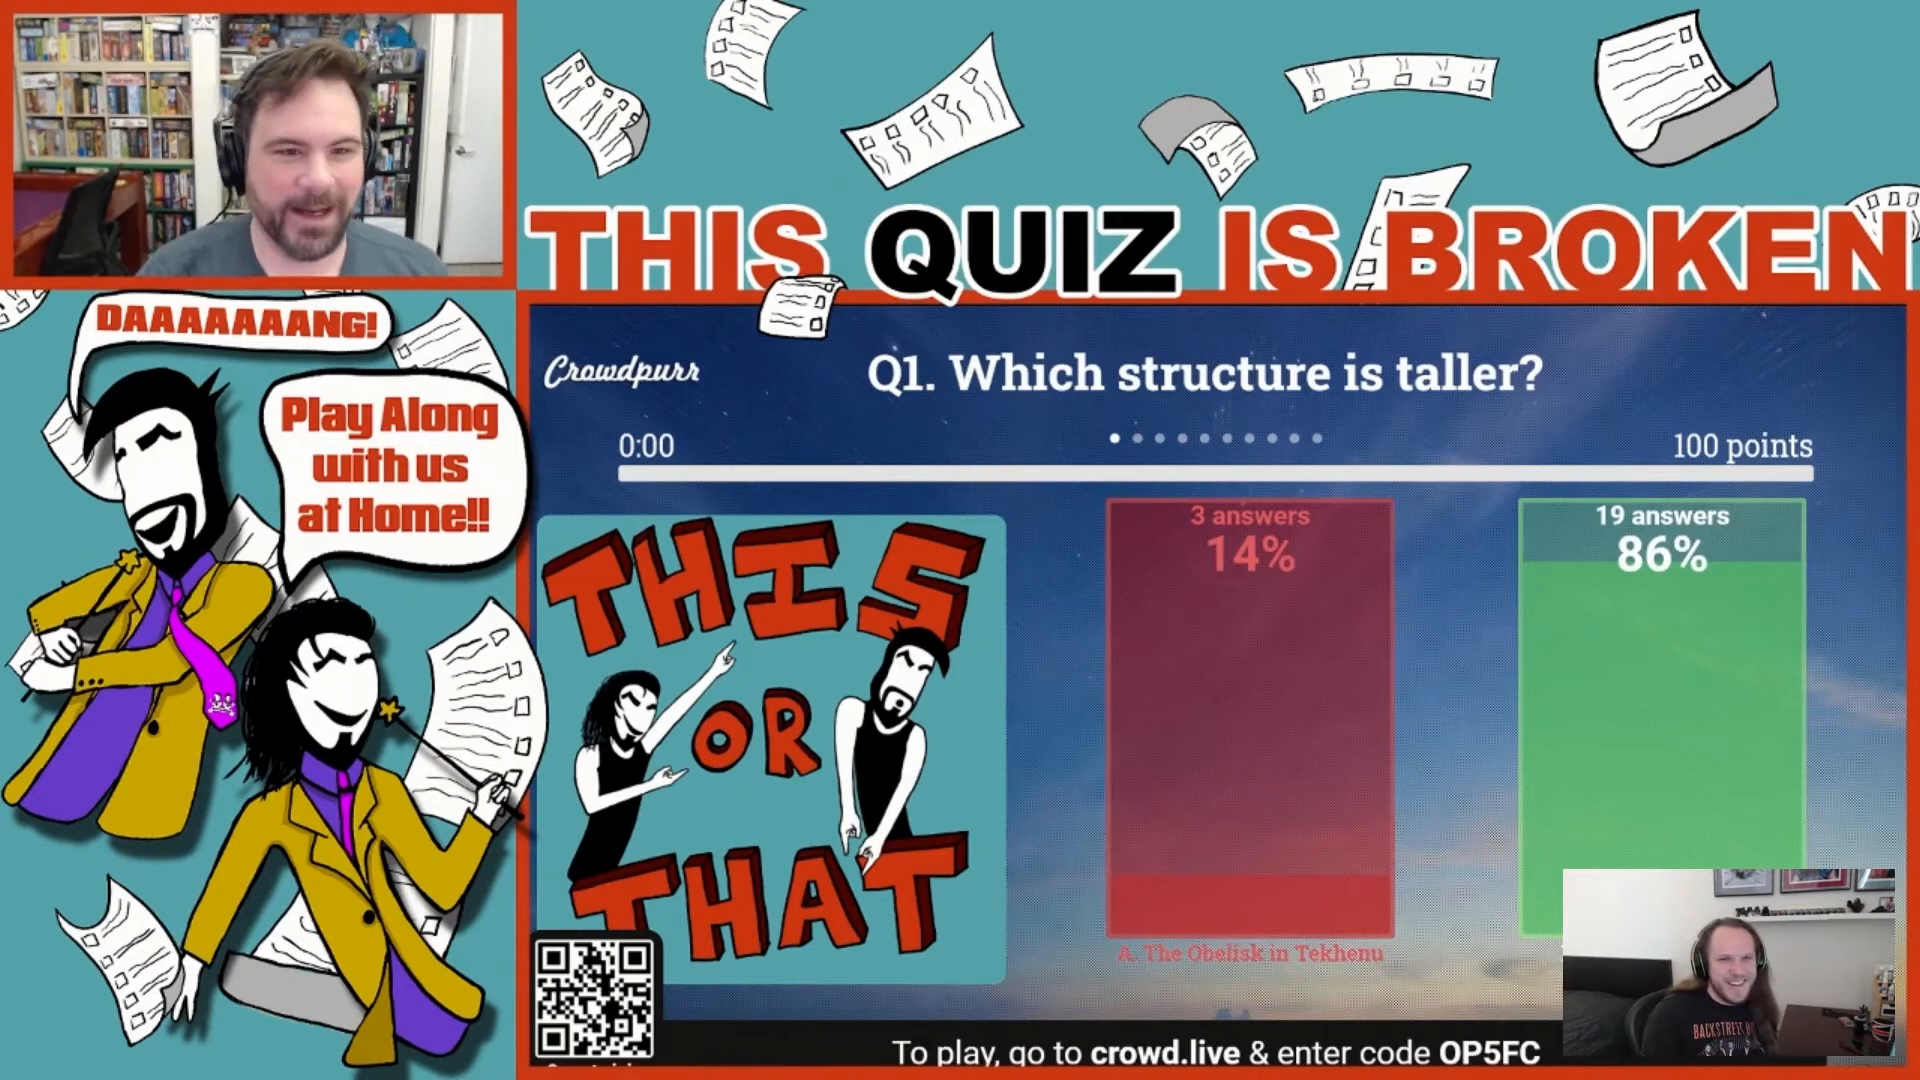 THIS QUIZ IS BROKEN
DAAAAAAAANG!
Play Along
with us
at Home!!
Crowdpurr
Q1. Which structure is taller?
0:00
100 points
3 answers
14%
19 answers
86%
THIS
OR
THAT
A. The Obelisk in Tekhenu
To play, go to crowd.live & enter code OP5FC
BACKSTREET